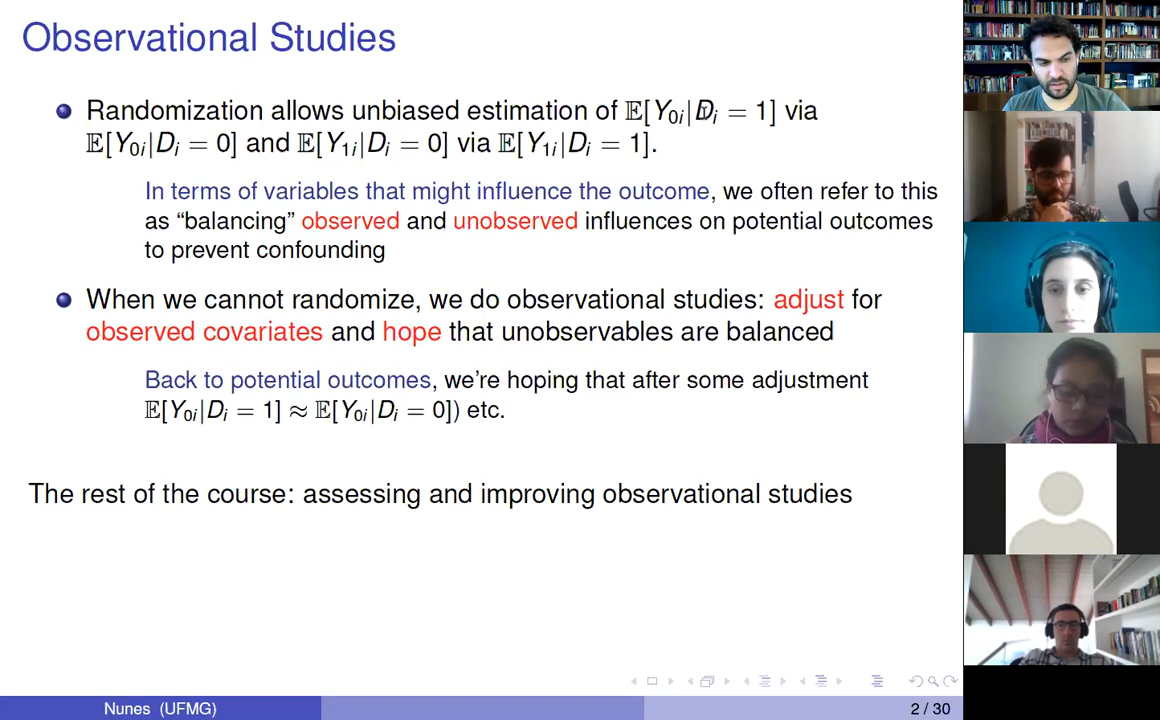 Observational Studies
Randomization allows unbiased estimation of 𝔼[Y₀ᵢ|Dᵢ = 1] via
𝔼[Y₀ᵢ|Dᵢ = 0] and 𝔼[Y₁ᵢ|Dᵢ = 0] via 𝔼[Y₁ᵢ|Dᵢ = 1].
In terms of variables that might influence the outcome, we often refer to this
as “balancing” observed and unobserved influences on potential outcomes
to prevent confounding
When we cannot randomize, we do observational studies: adjust for
observed covariates and hope that unobservables are balanced
Back to potential outcomes, we’re hoping that after some adjustment
𝔼[Y₀ᵢ|Dᵢ = 1] ≈ 𝔼[Y₀ᵢ|Dᵢ = 0]) etc.
The rest of the course: assessing and improving observational studies
Nunes (UFMG) 2 / 30